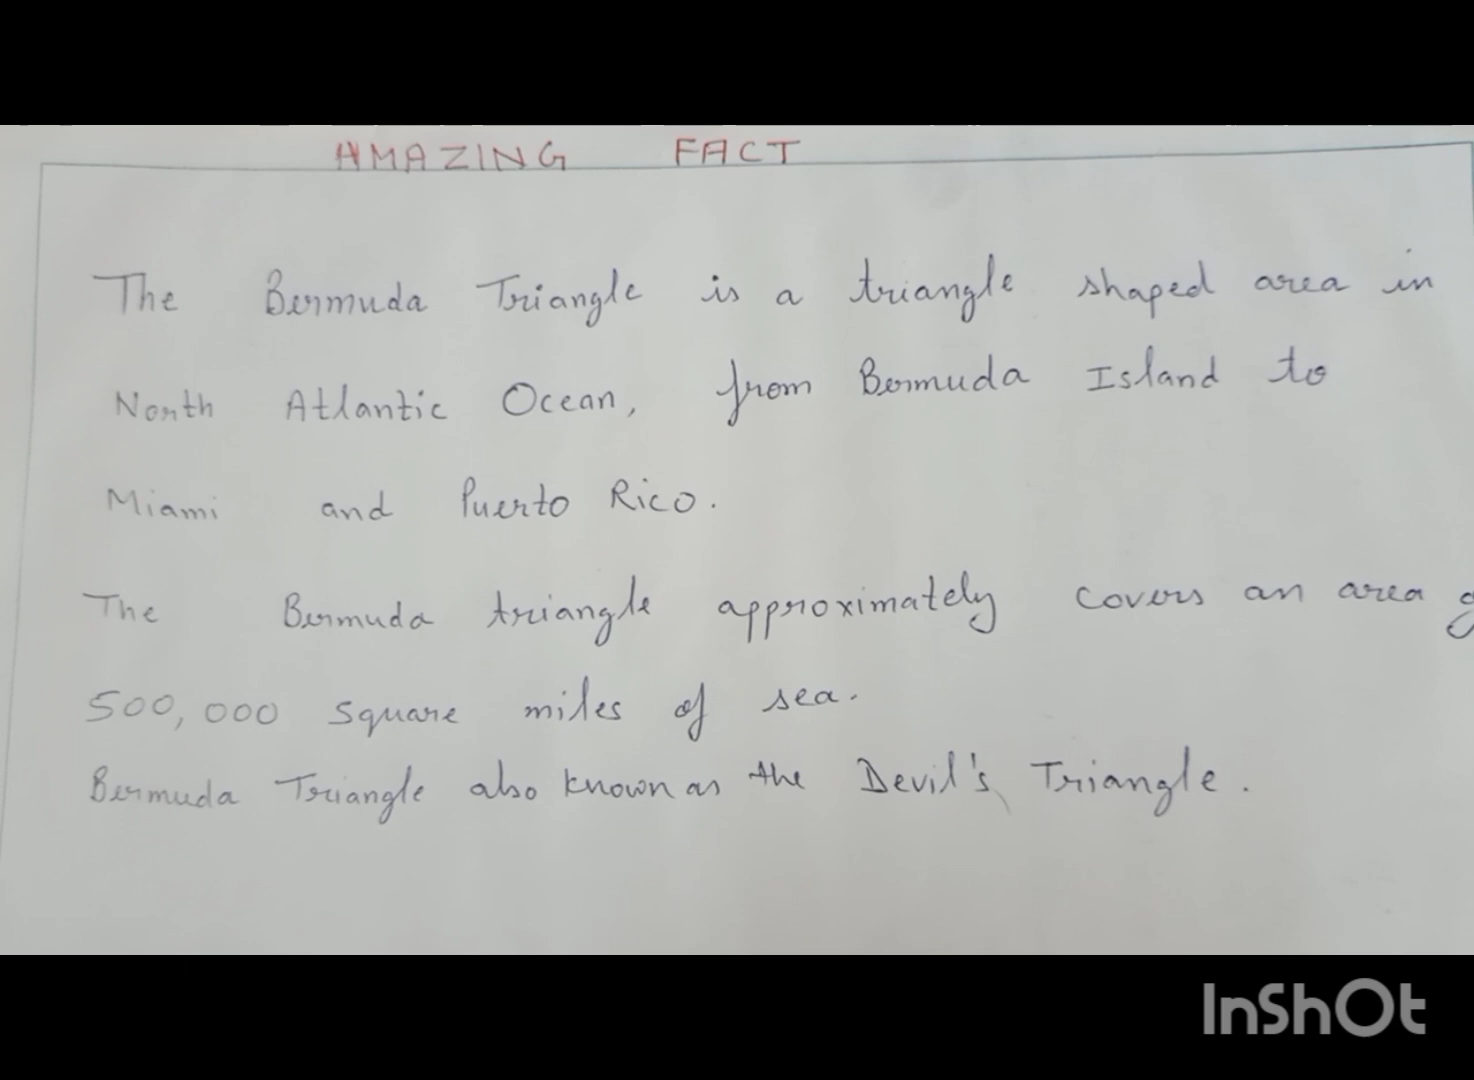 AMAZING FACT
The Bermuda Triangle is a triangle shaped area in
North Atlantic Ocean, from Bermuda Island to
Miami and Puerto Rico.
The Bermuda triangle approximately covers an area
500,000 square miles of sea.
Bermuda Triangle also known as the Devil's Triangle.
InShOt